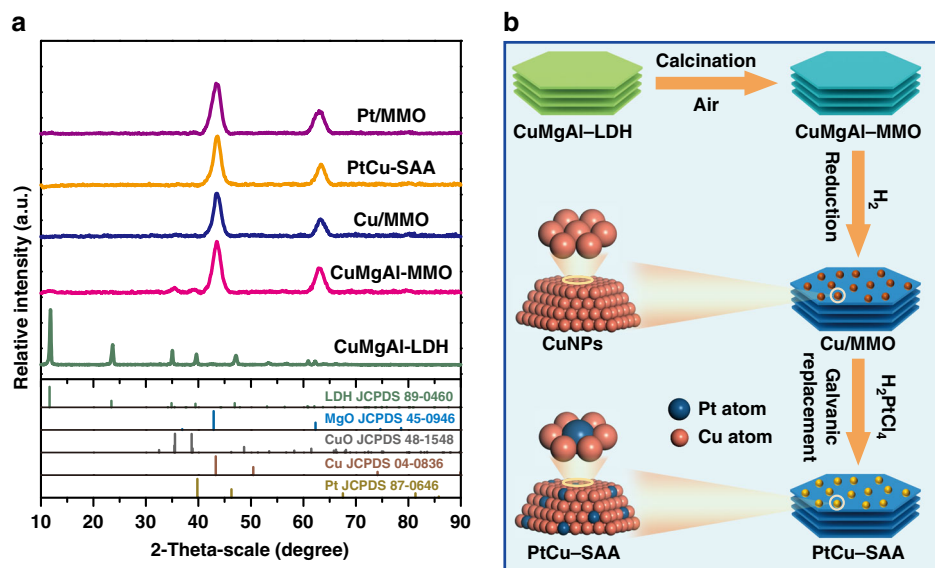 a
Relative intensity (a.u.)
Pt/MMO
PtCu-SAA
Cu/MMO
CuMgAl-MMO
CuMgAl-LDH
LDH JCPDS 89-0460
MgO JCPDS 45-0946
CuO JCPDS 48-1548
Cu JCPDS 04-0836
Pt JCPDS 87-0646
10 20 30 40 50 60 70 80 90
2-Theta-scale (degree)
b
Calcination
Air
CuMgAl–LDH
CuMgAl–MMO
H₂
Reduction
CuNPs
Cu/MMO
Pt atom
Cu atom
H₂PtCl₄
Galvanic
replacement
PtCu–SAA
PtCu–SAA